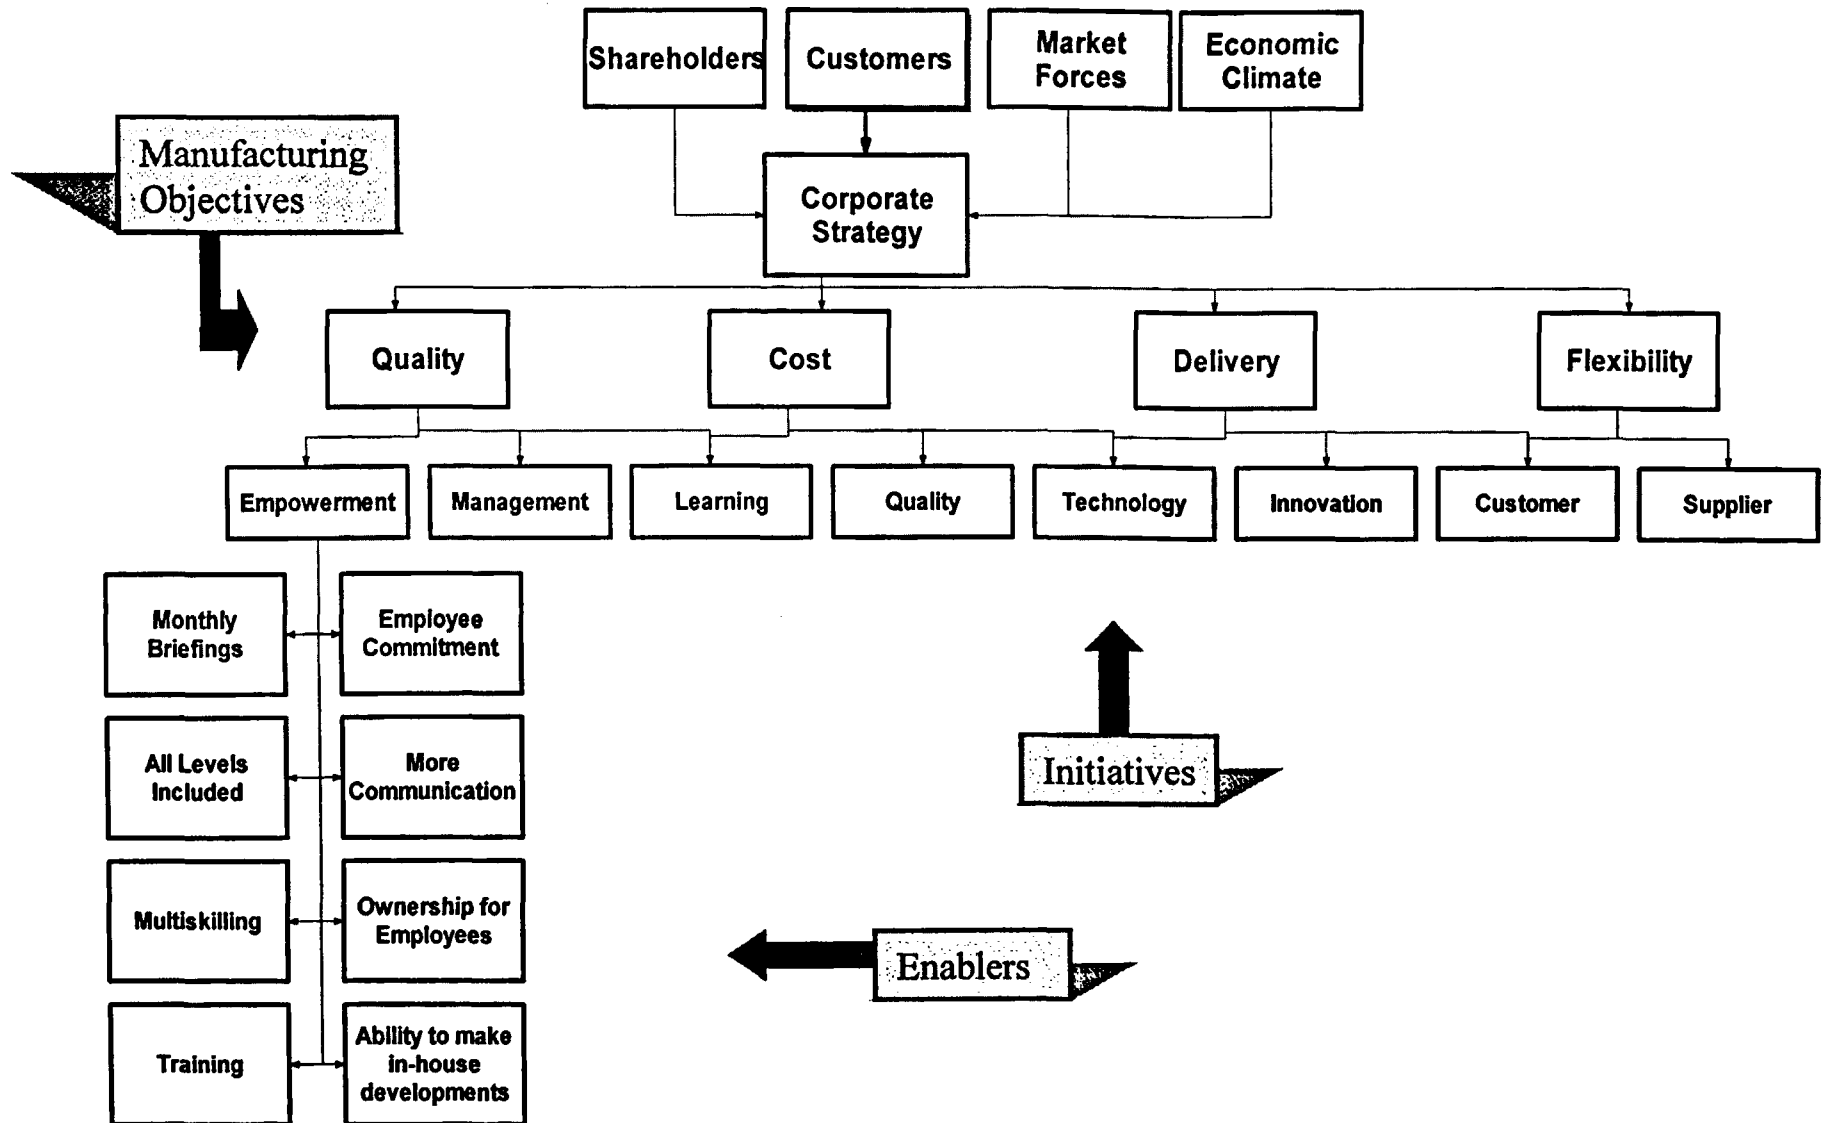 Shareholders
Customers
Market
Forces
Economic
Climate
Manufacturing
Objectives
Corporate
Strategy
Quality
Cost
Delivery
Flexibility
Empowerment
Management
Learning
Quality
Technology
Innovation
Customer
Supplier
Monthly
Briefings
Employee
Commitment
All Levels
Included
More
Communication
Initiatives
Multiskilling
Ownership for
Employees
Enablers
Training
Ability to make
in-house
developments